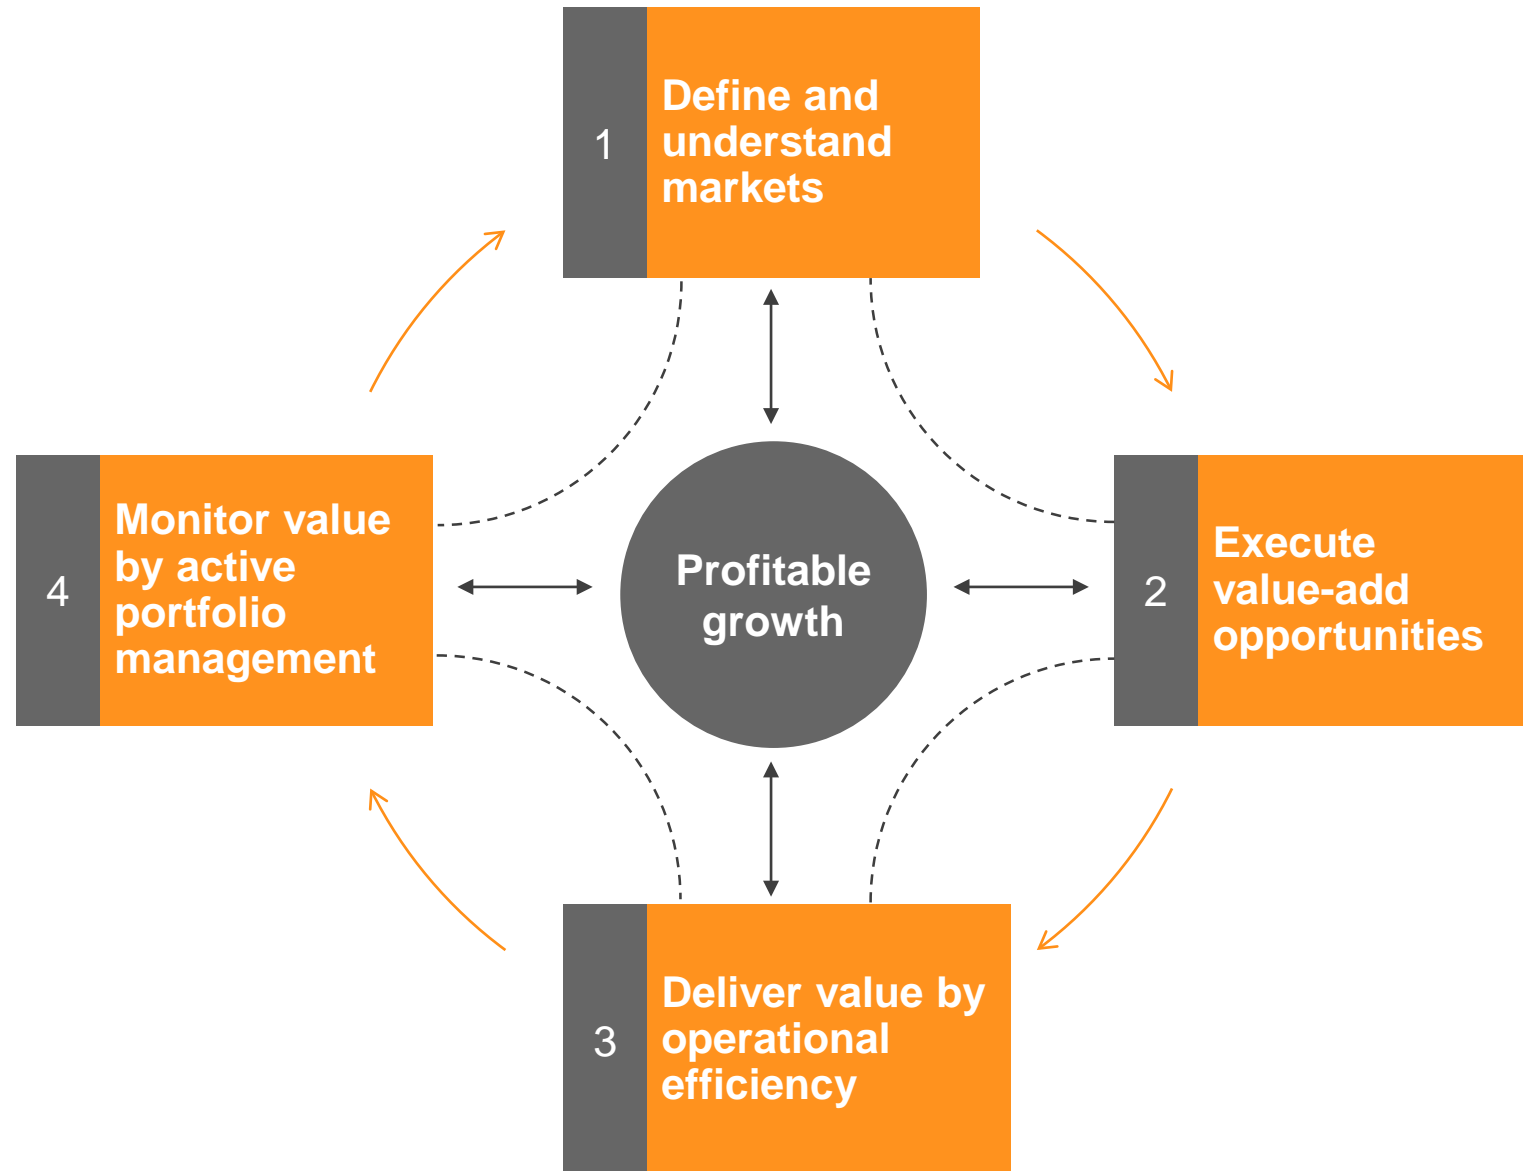 1
Define and
understand
markets
2
Execute
value-add
opportunities
3
Deliver value by
operational
efficiency
4
Monitor value
by active
portfolio
management
Profitable
growth